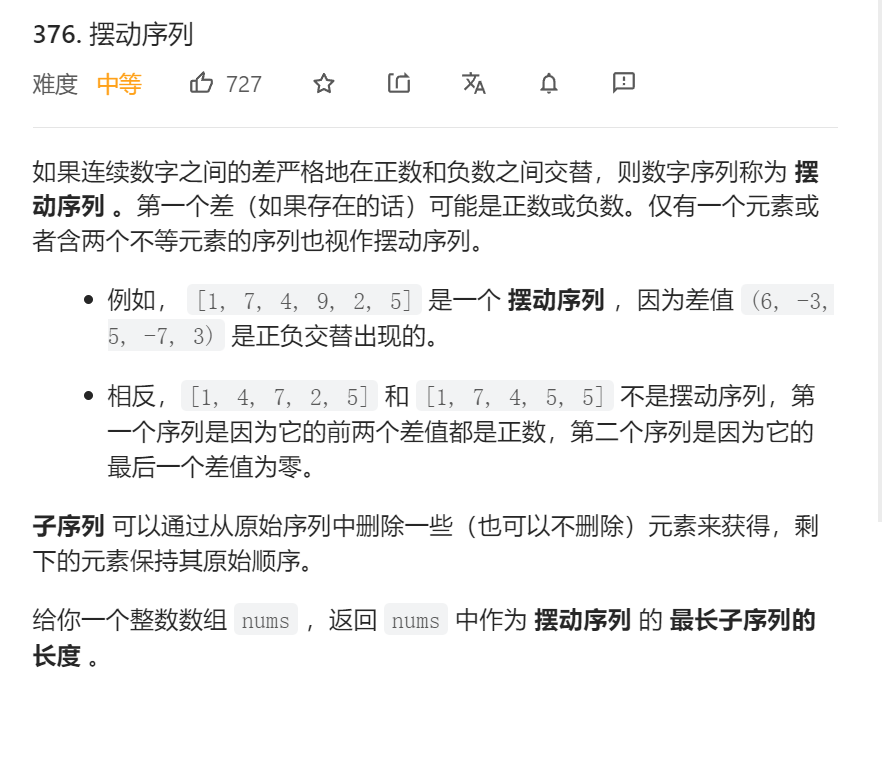 376. 摆动序列
难度 中等 727
如果连续数字之间的差严格地在正数和负数之间交替，则数字序列称为 摆
动序列 。第一个差（如果存在的话）可能是正数或负数。仅有一个元素或
者含两个不等元素的序列也视作摆动序列。
例如， [1, 7, 4, 9, 2, 5] 是一个 摆动序列 ，因为差值 (6, -3,
5, -7, 3) 是正负交替出现的。
相反，[1, 4, 7, 2, 5] 和 [1, 7, 4, 5, 5] 不是摆动序列，第
一个序列是因为它的前两个差值都是正数，第二个序列是因为它的
最后一个差值为零。
子序列 可以通过从原始序列中删除一些（也可以不删除）元素来获得，剩
下的元素保持其原始顺序。
给你一个整数数组 nums ，返回 nums 中作为 摆动序列 的 最长子序列的
长度 。